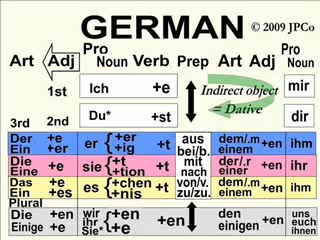 GERMAN © 2009 JPCo
Pro Pro
Art Adj Noun Verb Prep Art Adj Noun
1st Ich +e Indirect object mir
= Dative
3rd 2nd Du* +st dir
Der +e er +er +t aus dem/.m +en ihm
Ein +er +ig bei/b. einem
Die +e sie +t +t mit der/.r +en ihr
Eine +tion nach einer
Das +e es +chen +t von/v. dem/.m +en ihm
Ein +es +nis zu/zu. einem
Plural
Die +en wir +e +en den +en uns
Einige +en ihr +n einigen euch
Sie* ihnen